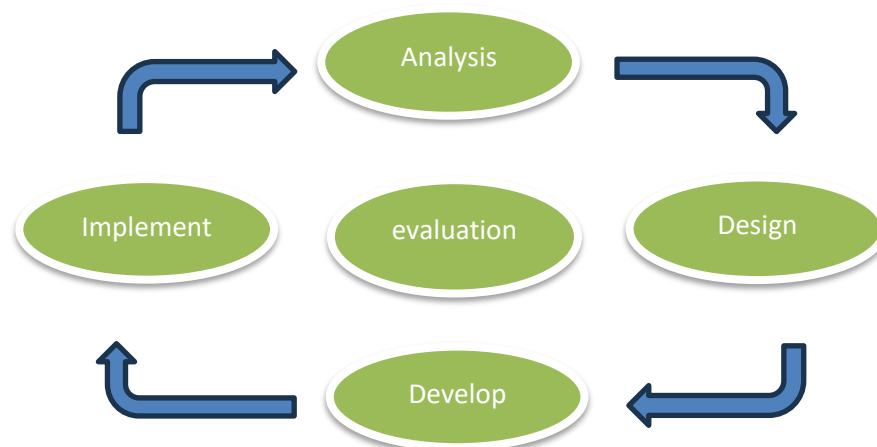 Analysis
Implement
evaluation
Design
Develop